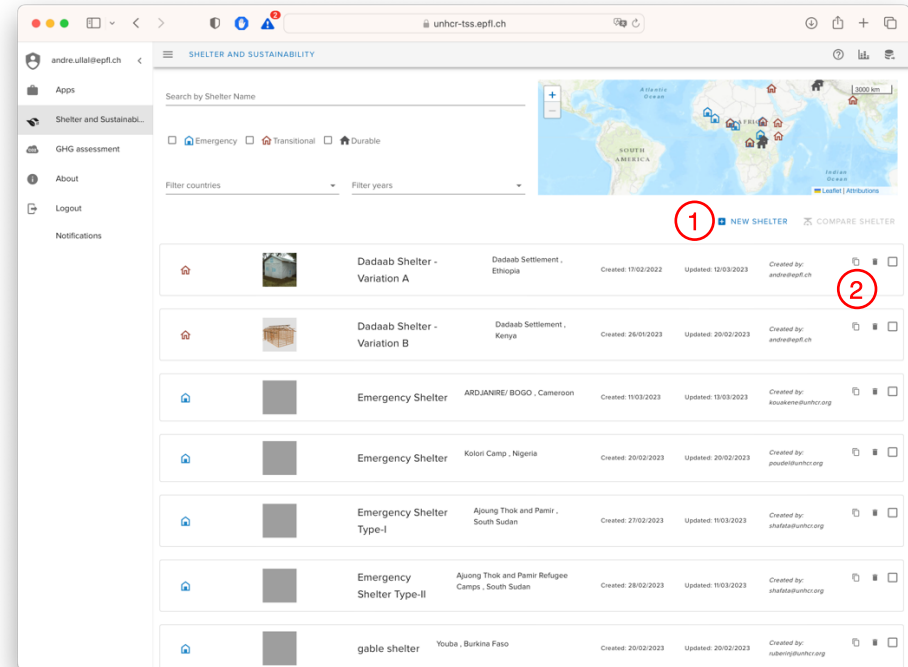 2
unhcr-tss.epfl.ch
andre.ullal@epfl.ch
SHELTER AND SUSTAINABILITY
Apps
Shelter and Sustainabi...
GHG assessment
About
Logout
Notifications
Search by Shelter Name
Emergency Transitional Durable
Filter countries Filter years
+
−
Atlantic
Ocean
AFRICA
SOUTH
AMERICA
Indian
Ocean
3000 km
Leaflet | Attributions
1
NEW SHELTER COMPARE SHELTER
Dadaab Shelter -
Variation A
Dadaab Settlement ,
Ethiopia
Created: 17/02/2022
Updated: 12/03/2023
Created by:
andre@epfl.ch
2
Dadaab Shelter -
Variation B
Dadaab Settlement ,
Kenya
Created: 26/01/2023
Updated: 20/02/2023
Created by:
andre@epfl.ch
Emergency Shelter
ARDJANIRE/ BOGO , Cameroon
Created: 11/03/2023
Updated: 13/03/2023
Created by:
kouakene@unhcr.org
Emergency Shelter
Kolori Camp , Nigeria
Created: 20/02/2023
Updated: 20/02/2023
Created by:
poudel@unhcr.org
Emergency Shelter
Type-I
Ajoung Thok and Pamir ,
South Sudan
Created: 27/02/2023
Updated: 11/03/2023
Created by:
shafata@unhcr.org
Emergency
Shelter Type-II
Ajuong Thok and Pamir Refugee
Camps , South Sudan
Created: 28/02/2023
Updated: 11/03/2023
Created by:
shafata@unhcr.org
gable shelter
Youba , Burkina Faso
Created: 20/02/2023
Updated: 20/02/2023
Created by:
ruberinj@unhcr.org